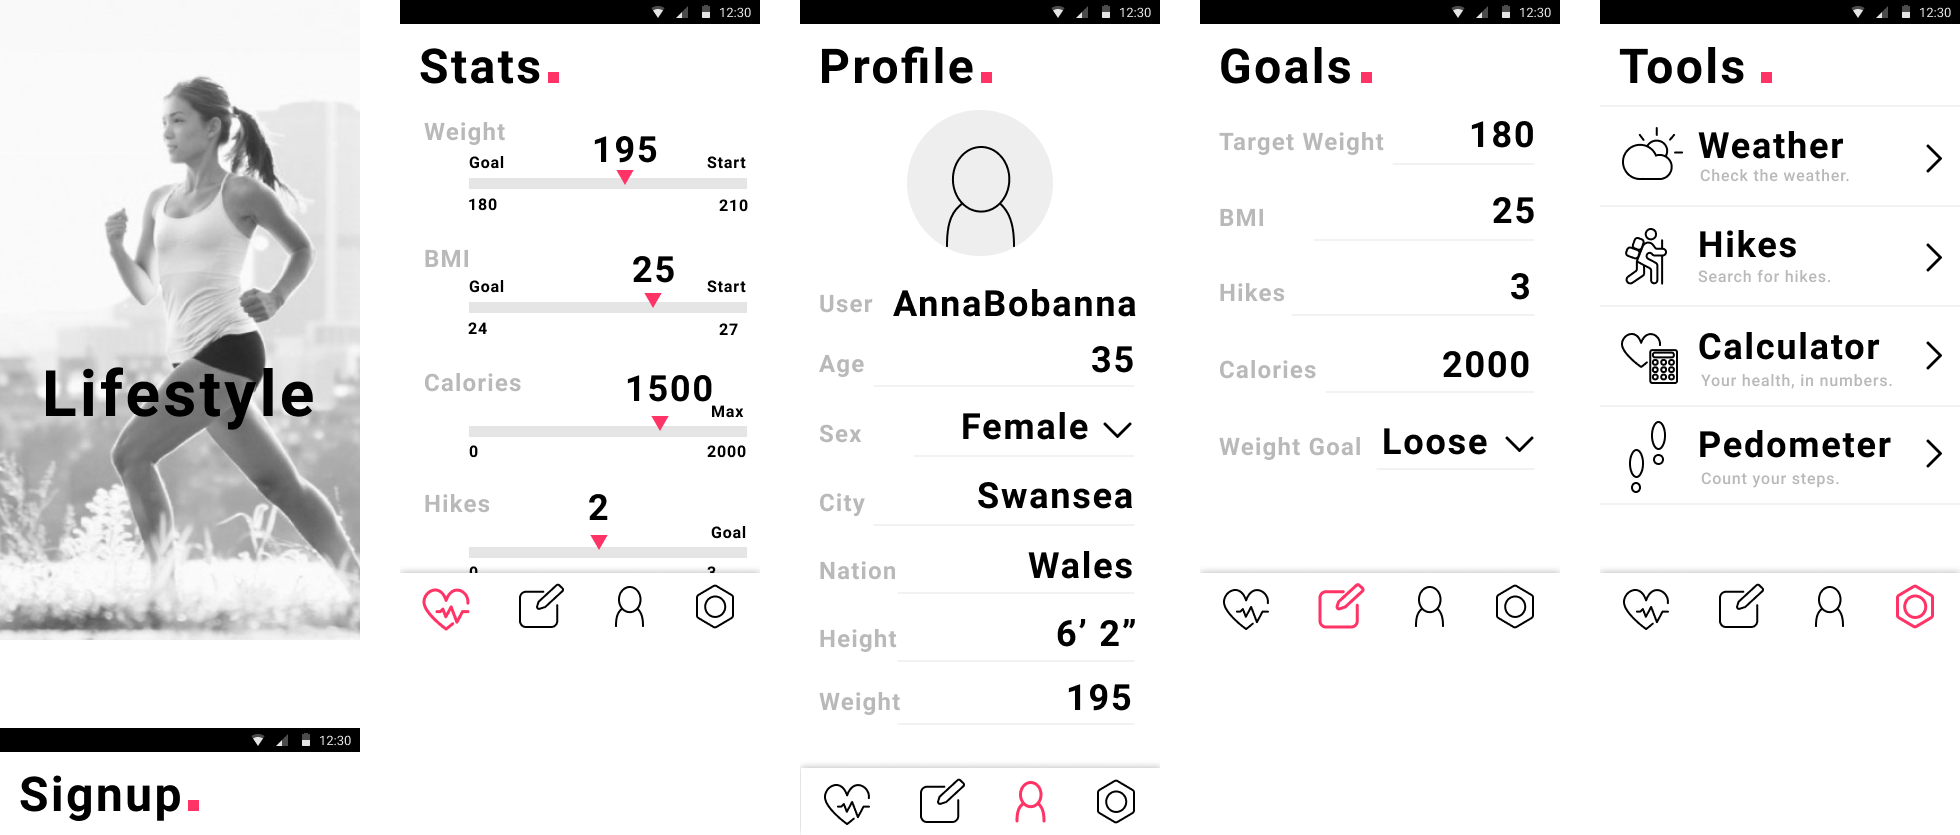 Lifestyle
12:30
Signup.
12:30
Stats.
Weight
195
Goal
Start
180
210
BMI
25
Goal
Start
24
27
Calories
1500
Max
0
2000
Hikes
2
Goal
0
3
12:30
Profile.
User AnnaBobanna
Age 35
Sex Female
City Swansea
Nation Wales
Height 6’ 2”
Weight 195
12:30
Goals.
Target Weight 180
BMI 25
Hikes 3
Calories 2000
Weight Goal Loose
12:30
Tools .
Weather
Check the weather.
Hikes
Search for hikes.
Calculator
Your health, in numbers.
Pedometer
Count your steps.